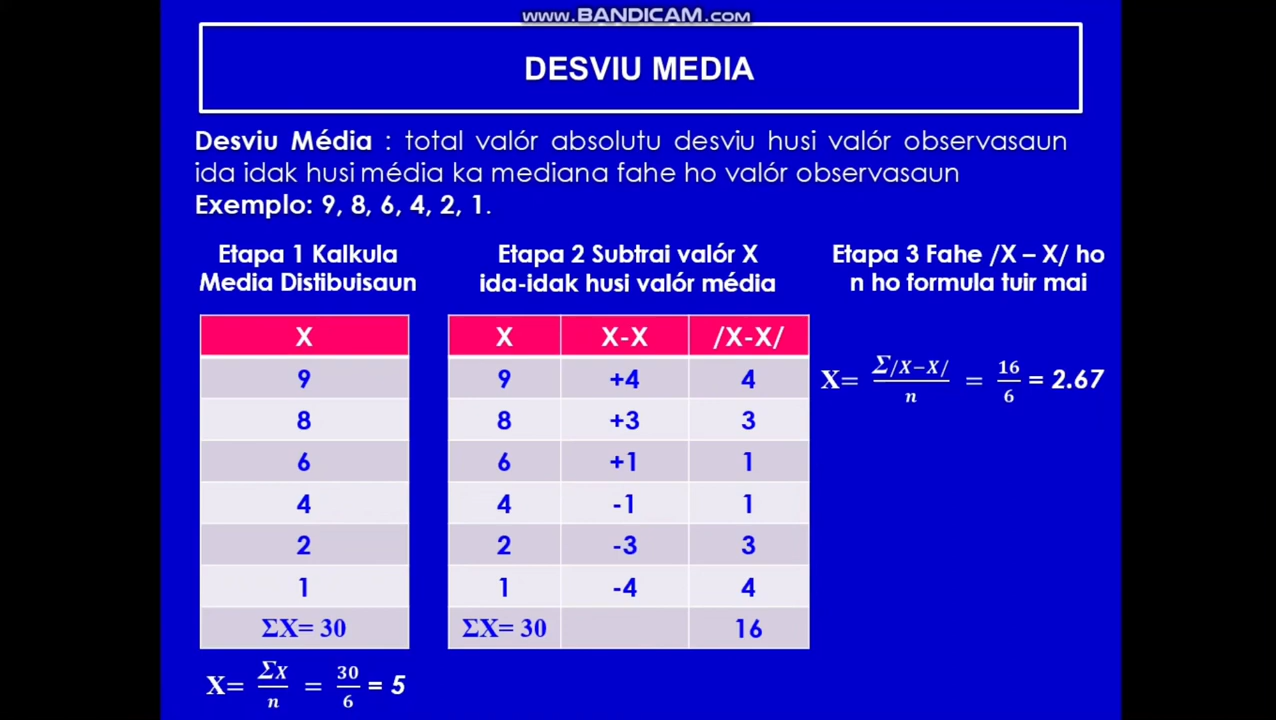 www.BANDICAM.com
DESVIU MEDIA
Desviu Média : total valór absolutu desviu husi valór observasaun
ida idak husi média ka mediana fahe ho valór observasaun
Exemplo: 9, 8, 6, 4, 2, 1.
Etapa 1 Kalkula
Media Distibuisaun
X
9
8
6
4
2
1
ΣX= 30
X= ΣX/n = 30/6 = 5
Etapa 2 Subtrai valór X
ida-idak husi valór média
X X-X /X-X/
9 +4 4
8 +3 3
6 +1 1
4 -1 1
2 -3 3
1 -4 4
ΣX= 30 16
Etapa 3 Fahe /X – X/ ho
n ho formula tuir mai
X= Σ/X−X/ / n = 16/6 = 2.67